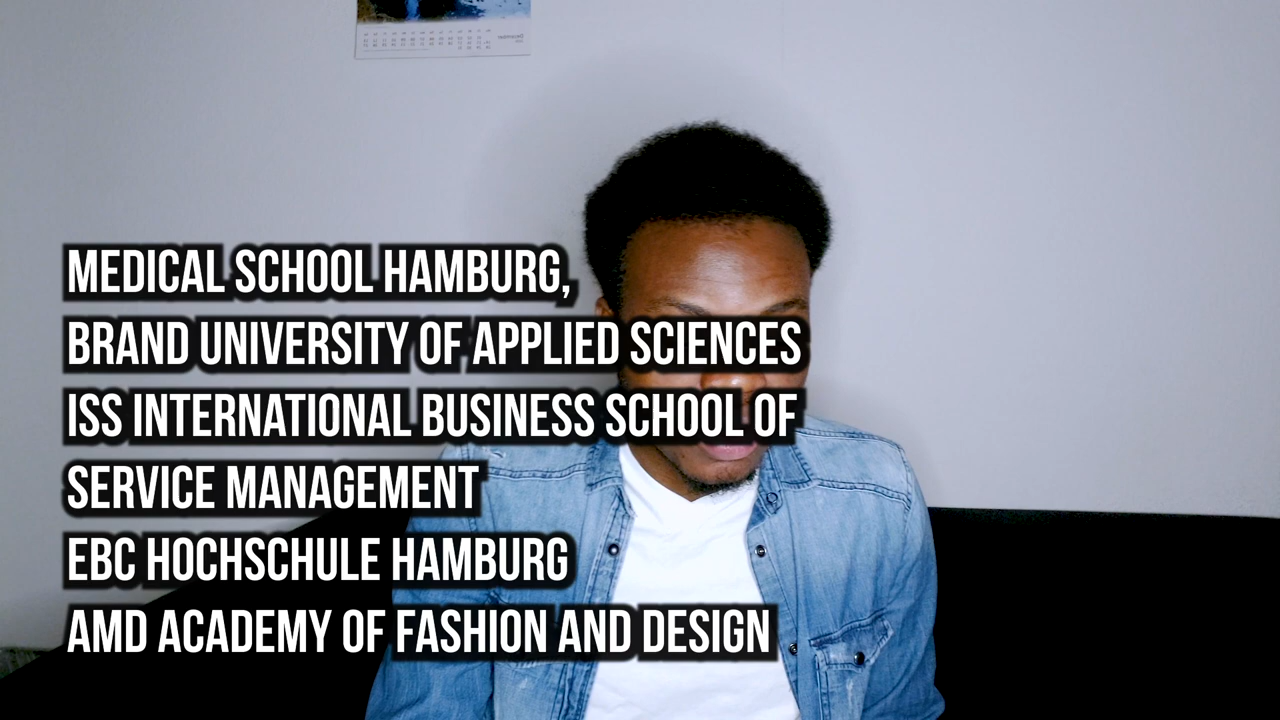 MEDICAL SCHOOL HAMBURG,
BRAND UNIVERSITY OF APPLIED SCIENCES
ISS INTERNATIONAL BUSINESS SCHOOL OF
SERVICE MANAGEMENT
EBC HOCHSCHULE HAMBURG
AMD ACADEMY OF FASHION AND DESIGN